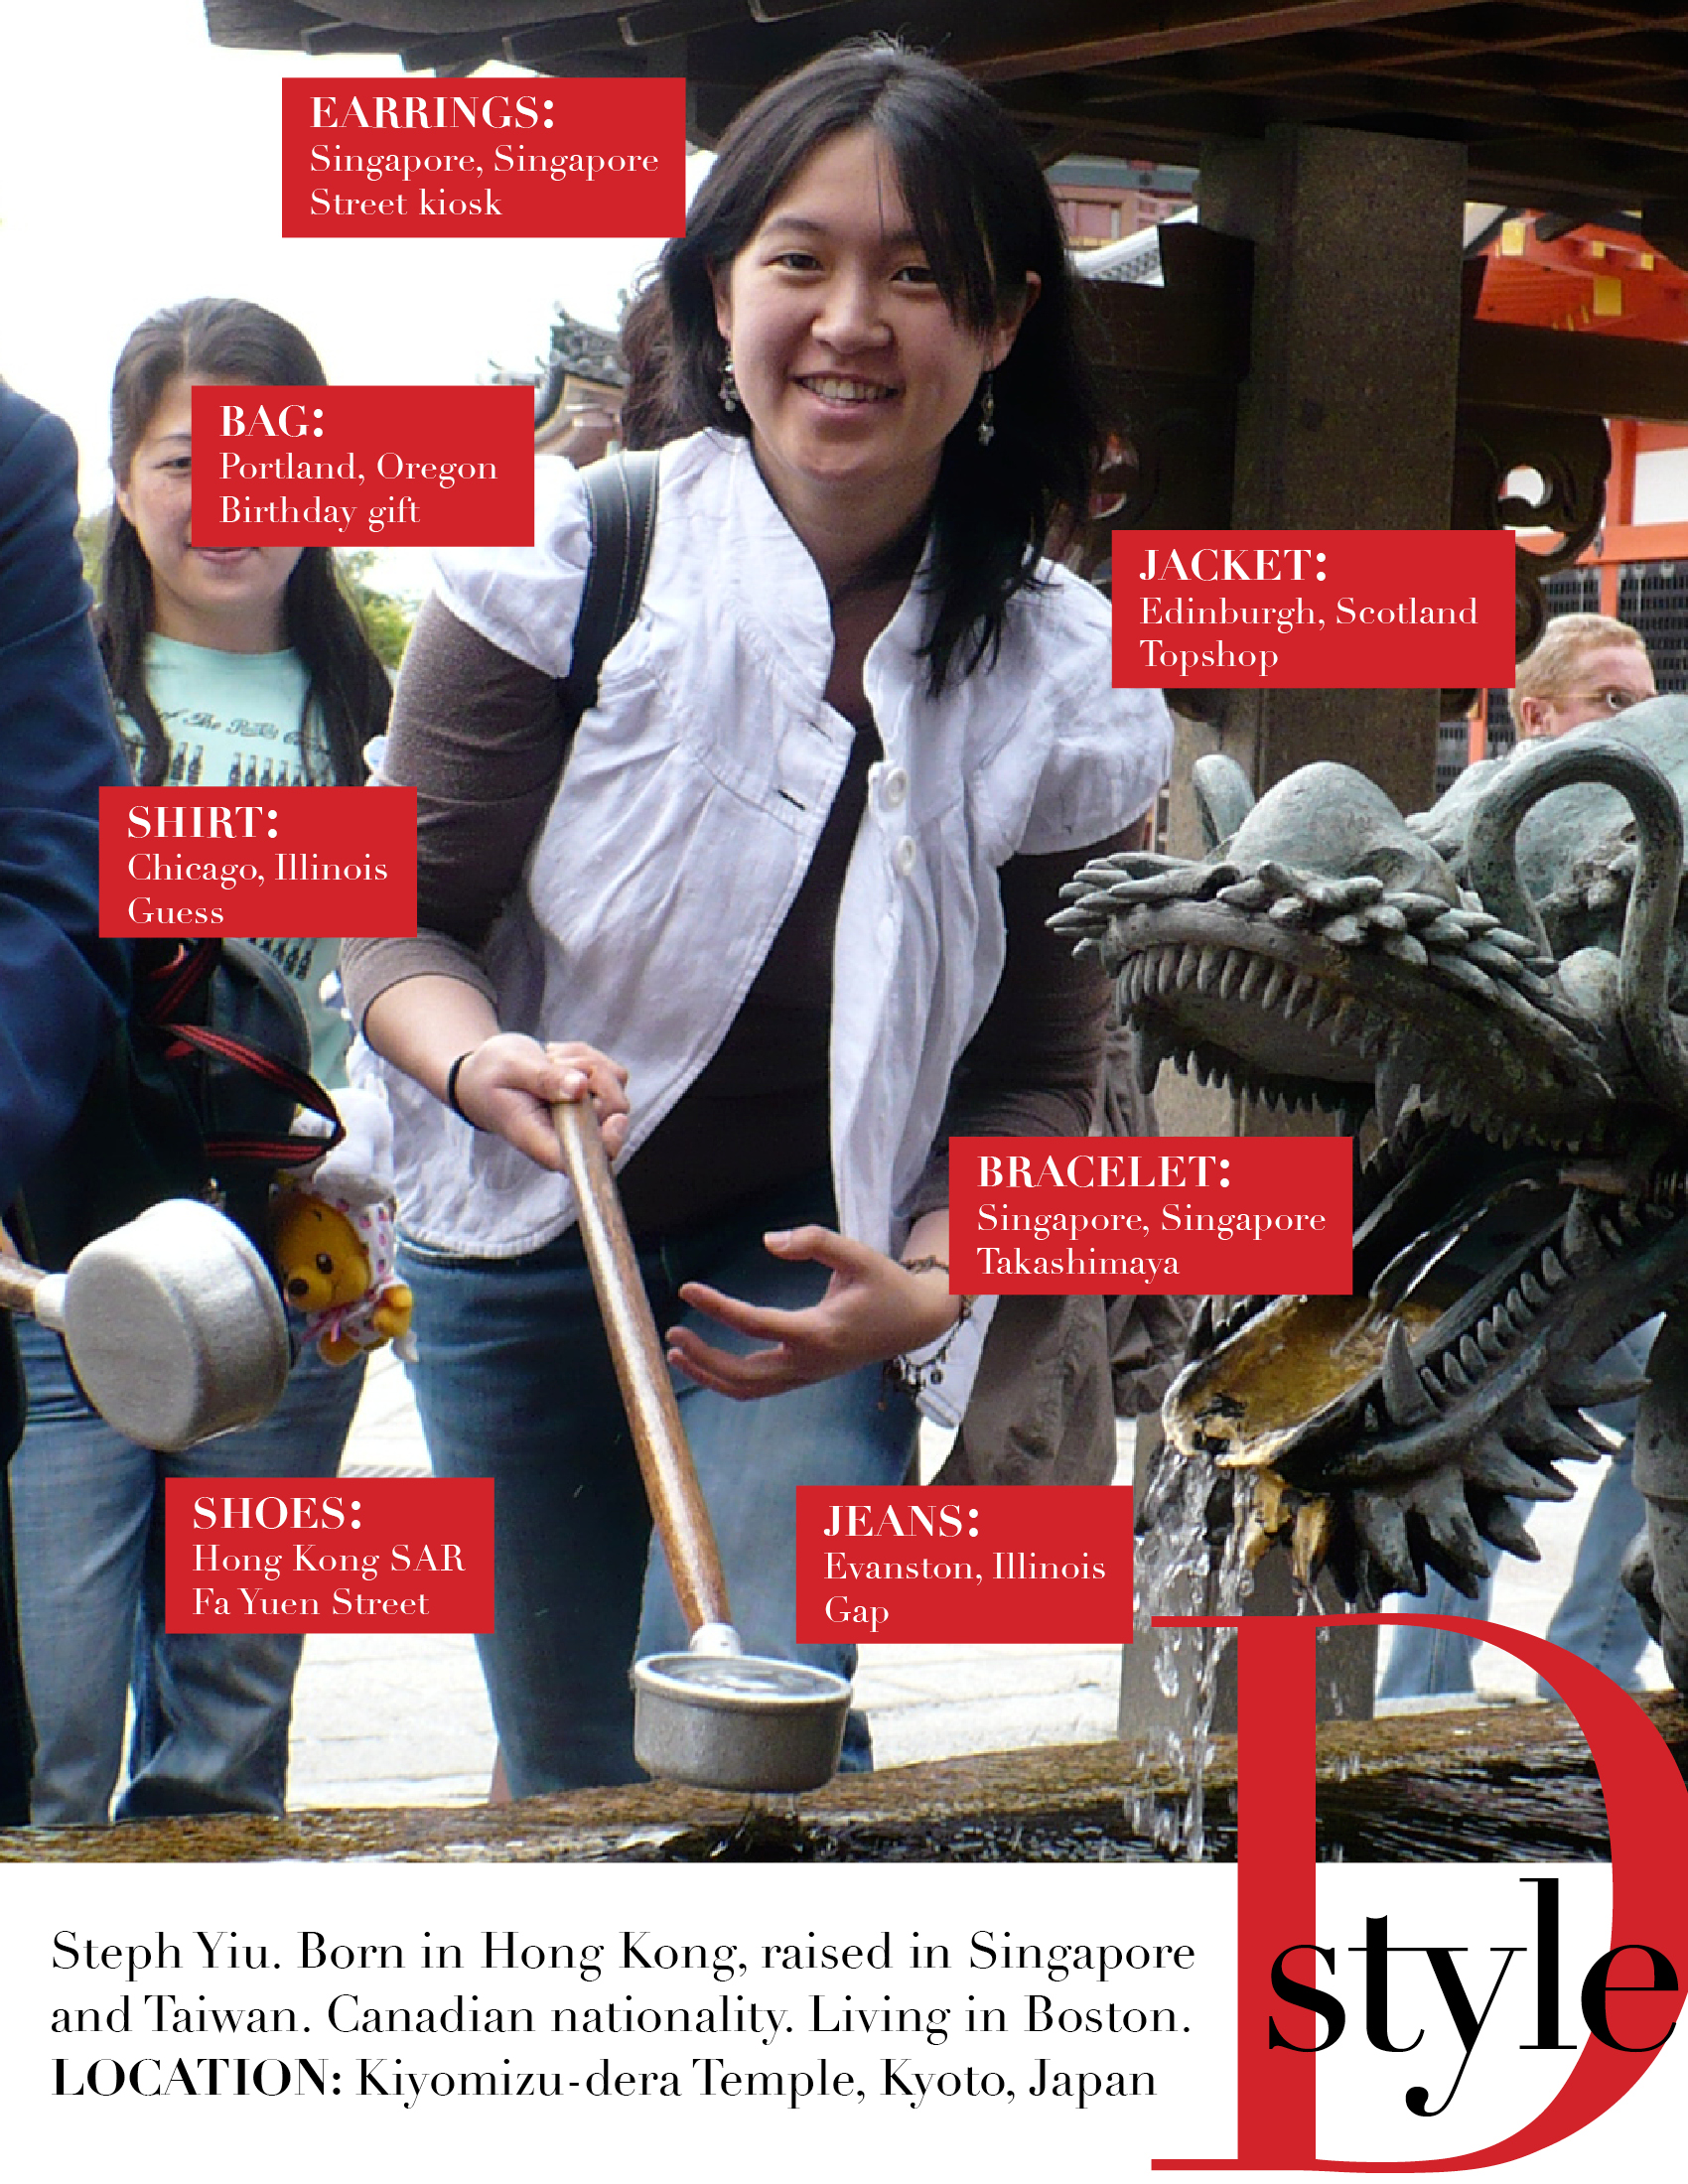 EARRINGS:
Singapore, Singapore
Street kiosk
BAG:
Portland, Oregon
Birthday gift
JACKET:
Edinburgh, Scotland
Topshop
SHIRT:
Chicago, Illinois
Guess
BRACELET:
Singapore, Singapore
Takashimaya
SHOES:
Hong Kong SAR
Fa Yuen Street
JEANS:
Evanston, Illinois
Gap
Steph Yiu. Born in Hong Kong, raised in Singapore
and Taiwan. Canadian nationality. Living in Boston.
LOCATION: Kiyomizu-dera Temple, Kyoto, Japan
D
style